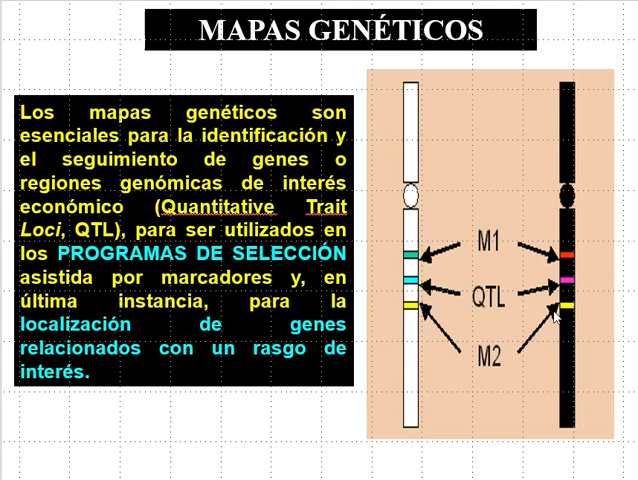 MAPAS GENÉTICOS
Los mapas genéticos son
esenciales para la identificación y
el seguimiento de genes o
regiones genómicas de interés
económico (Quantitative Trait
Loci, QTL), para ser utilizados en
los PROGRAMAS DE SELECCIÓN
asistida por marcadores y, en
última instancia, para la
localización de genes
relacionados con un rasgo de
interés.
M1
QTL
M2